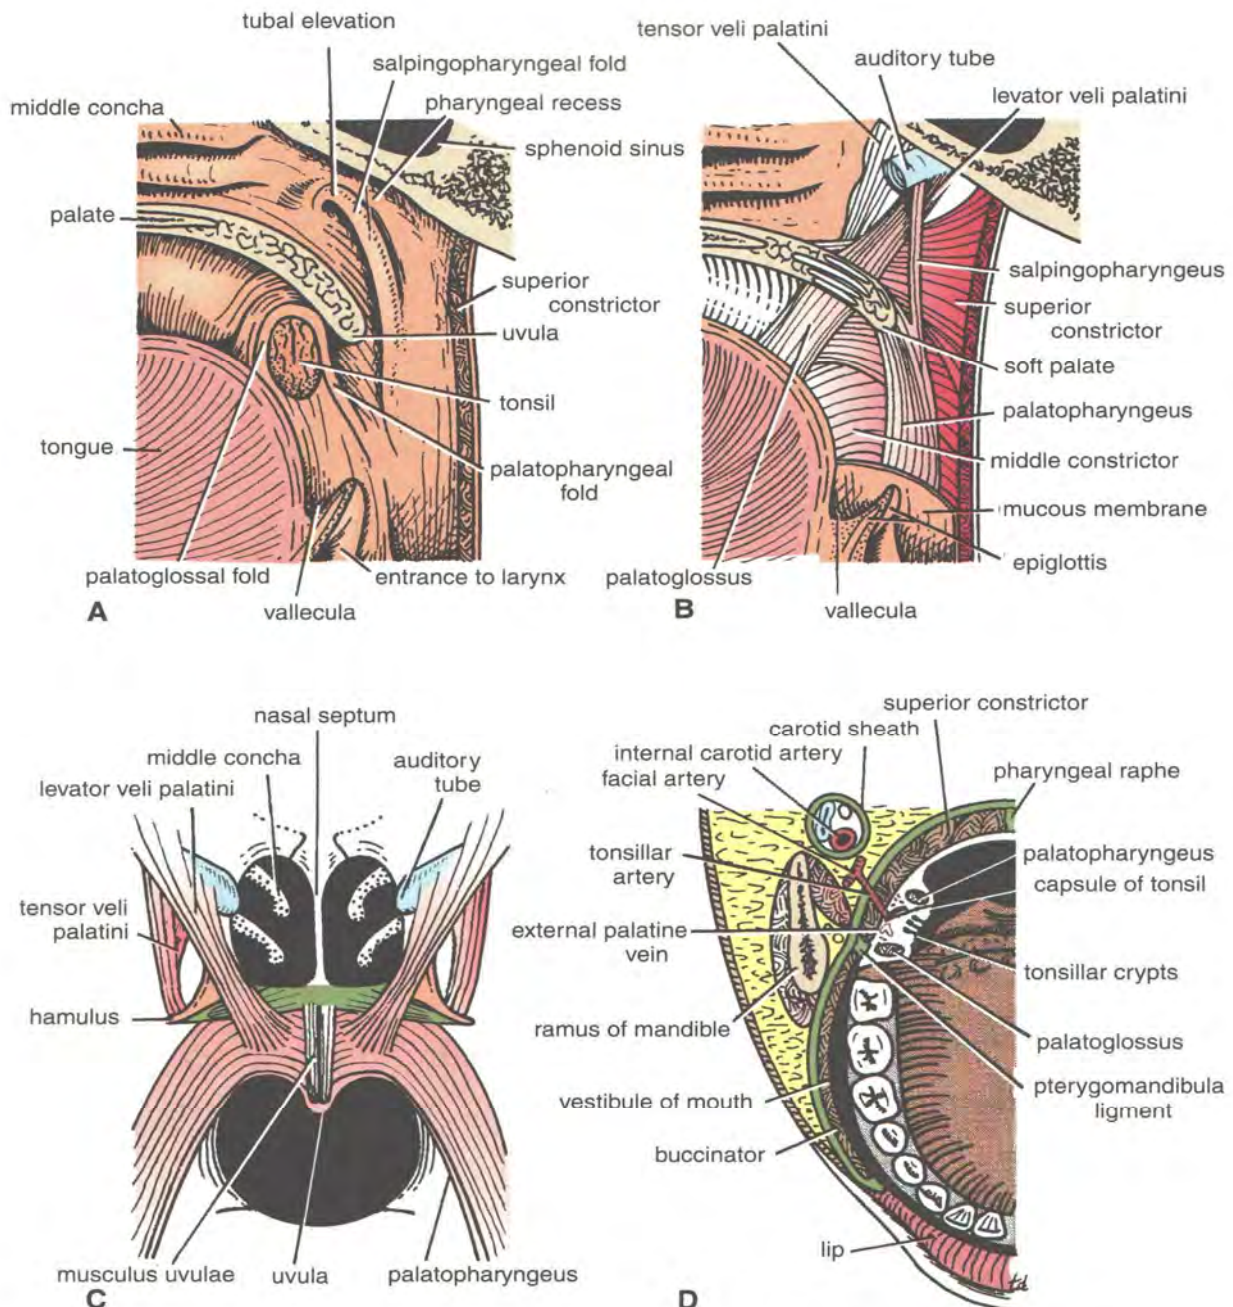 tubal elevation
salpingopharyngeal fold
middle concha
pharyngeal recess
sphenoid sinus
palate
superior
constrictor
uvula
tonsil
tongue
palatopharyngeal
fold
palatoglossal fold
entrance to larynx
vallecula
A
tensor veli palatini
auditory tube
levator veli palatini
salpingopharyngeus
superior
constrictor
soft palate
palatopharyngeus
middle constrictor
mucous membrane
epiglottis
palatoglossus
vallecula
B
nasal septum
middle concha
auditory
tube
levator veli palatini
tensor veli
palatini
hamulus
musculus uvulae
uvula
palatopharyngeus
C
superior constrictor
carotid sheath
internal carotid artery
facial artery
pharyngeal raphe
tonsillar
artery
palatopharyngeus
capsule of tonsil
external palatine
vein
tonsillar crypts
ramus of mandible
palatoglossus
pterygomandibula
ligment
vestibule of mouth
buccinator
lip
D